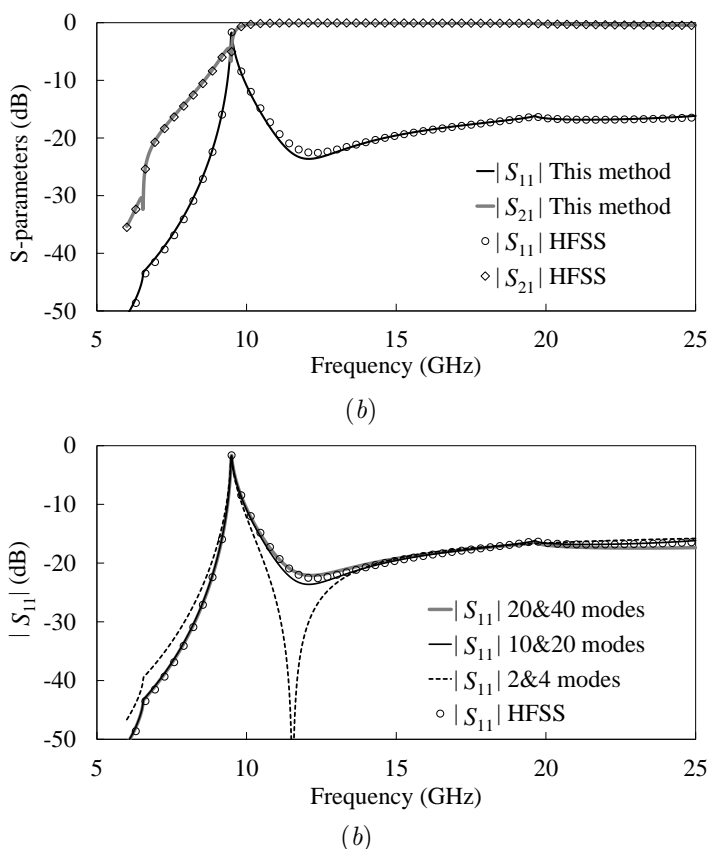 0
-10
-20
-30
-40
-50
S-parameters (dB)
|S11| This method
|S21| This method
|S11| HFSS
|S21| HFSS
5 10 15 20 25
Frequency (GHz)
(b)
0
-10
-20
-30
-40
-50
|S11| (dB)
|S11| 20&40 modes
|S11| 10&20 modes
|S11| 2&4 modes
|S11| HFSS
5 10 15 20 25
Frequency (GHz)
(b)